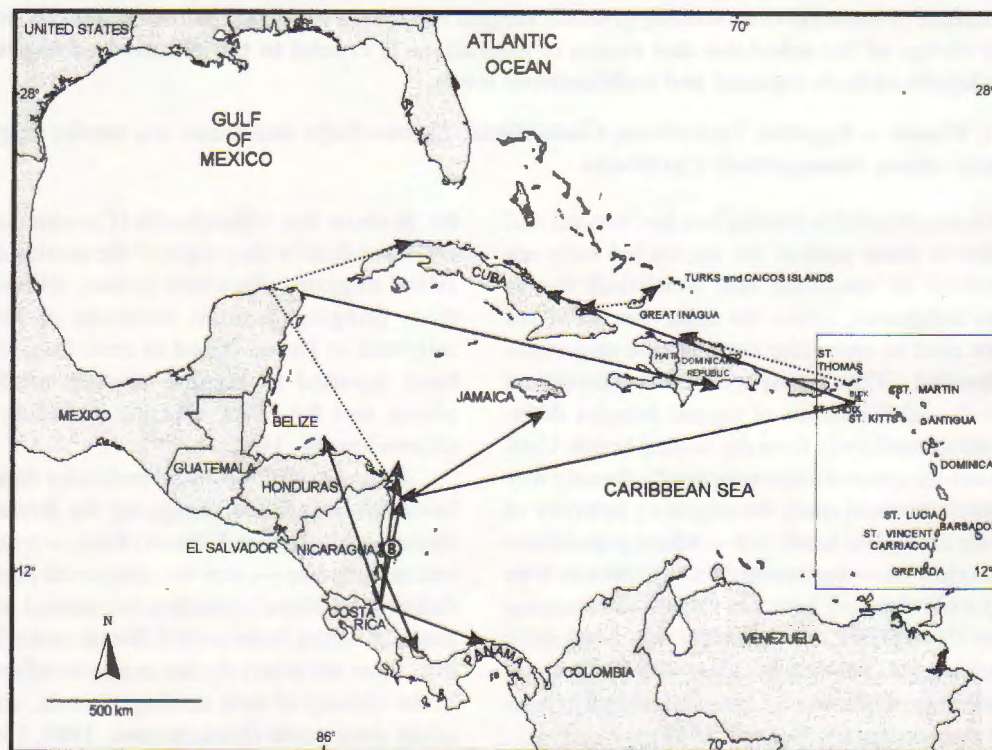 UNITED STATES
ATLANTIC
OCEAN
70°
28°
28°
GULF
OF
MEXICO
CUBA
TURKS and CAICOS ISLANDS
GREAT INAGUA
HAITI
DOMINICAN
REPUBLIC
ST.
THOMAS
ST. CROIX
ST. MARTIN
ST. KITTS
ANTIGUA
JAMAICA
MEXICO
BELIZE
DOMINICA
GUATEMALA
HONDURAS
CARIBBEAN SEA
ST. LUCIA
BARBADOS
EL SALVADOR
NICARAGUA
8
ST. VINCENT
CARRIACOU
12°
GRENADA
12°
COSTA
RICA
N
PANAMA
VENEZUELA
COLOMBIA
500 km
86°
70°